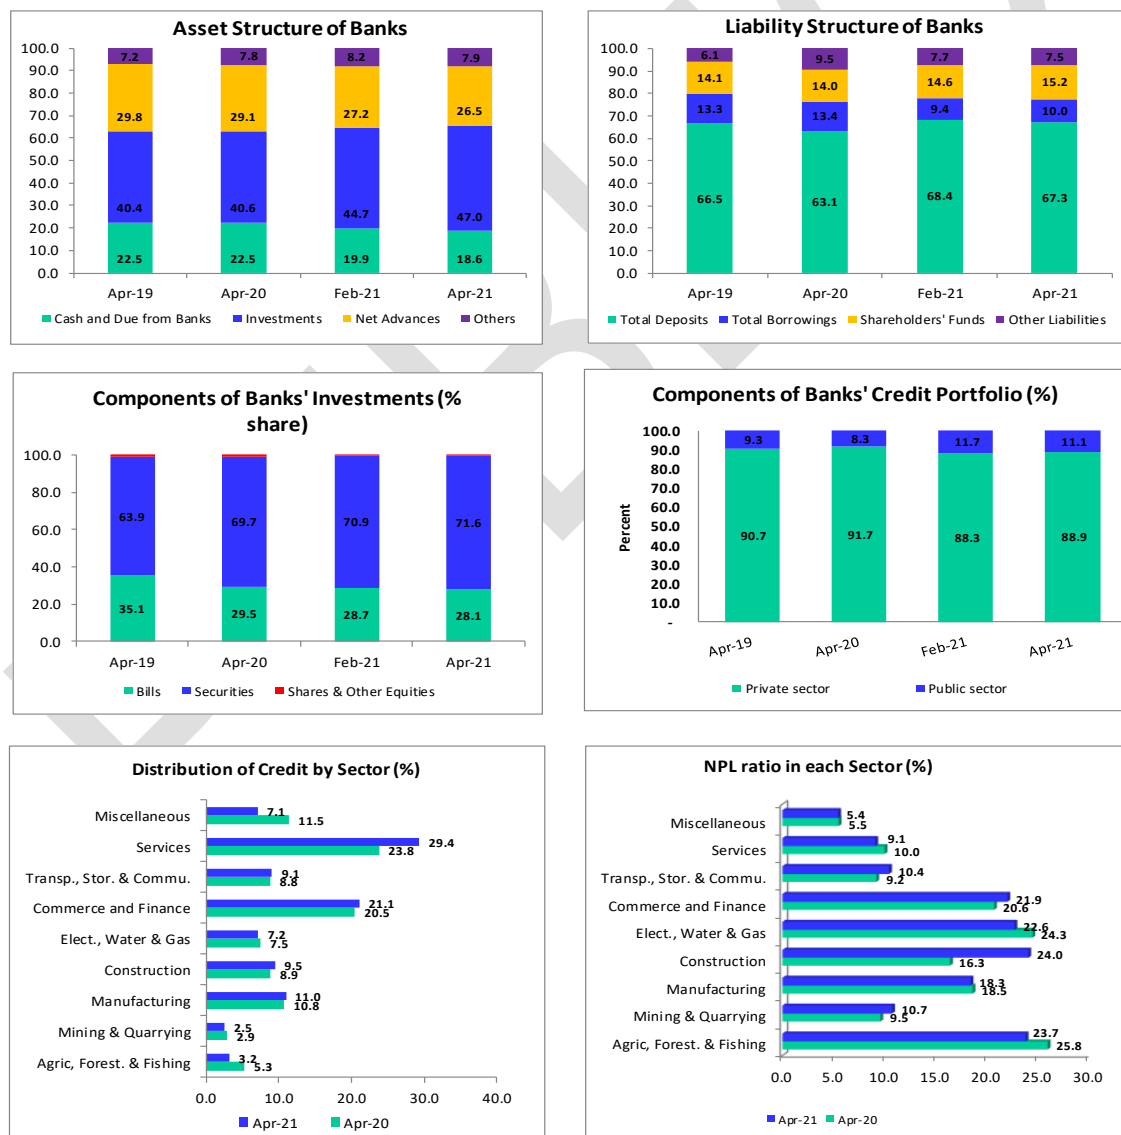 Asset Structure of Banks
100.0
90.0
80.0
70.0
60.0
50.0
40.0
30.0
20.0
10.0
0.0
7.2 7.8 8.2 7.9
29.8 29.1 27.2 26.5
40.4 40.6 44.7 47.0
22.5 22.5 19.9 18.6
Apr-19 Apr-20 Feb-21 Apr-21
Cash and Due from Banks Investments Net Advances Others
Liability Structure of Banks
100.0
90.0
80.0
70.0
60.0
50.0
40.0
30.0
20.0
10.0
0.0
6.1 9.5 7.7 7.5
14.1 14.0 14.6 15.2
13.3 13.4 9.4 10.0
66.5 63.1 68.4 67.3
Apr-19 Apr-20 Feb-21 Apr-21
Total Deposits Total Borrowings Shareholders' Funds Other Liabilities
Components of Banks' Investments (%
share)
100.0
80.0
60.0
40.0
20.0
0.0
63.9 69.7 70.9 71.6
35.1 29.5 28.7 28.1
Apr-19 Apr-20 Feb-21 Apr-21
Bills Securities Shares & Other Equities
Components of Banks' Credit Portfolio (%)
Percent
100.0
90.0
80.0
70.0
60.0
50.0
40.0
30.0
20.0
10.0
-
9.3 8.3 11.7 11.1
90.7 91.7 88.3 88.9
Apr-19 Apr-20 Feb-21 Apr-21
Private sector Public sector
Distribution of Credit by Sector (%)
Miscellaneous 7.1 11.5
Services 29.4 23.8
Transp., Stor. & Commu. 9.1 8.8
Commerce and Finance 21.1 20.5
Elect., Water & Gas 7.2 7.5
Construction 9.5 8.9
Manufacturing 11.0 10.8
Mining & Quarrying 2.5 2.9
Agric, Forest. & Fishing 3.2 5.3
0.0 10.0 20.0 30.0 40.0
Apr-21 Apr-20
NPL ratio in each Sector (%)
Miscellaneous 5.4 5.5
Services 9.1 10.0
Transp., Stor. & Commu. 10.4 9.2
Commerce and Finance 21.9 20.6
Elect., Water & Gas 22.6 24.3
Construction 24.0 16.3
Manufacturing 18.3 18.5
Mining & Quarrying 10.7 9.5
Agric, Forest. & Fishing 23.7 25.8
0.0 5.0 10.0 15.0 20.0 25.0 30.0
Apr-21 Apr-20